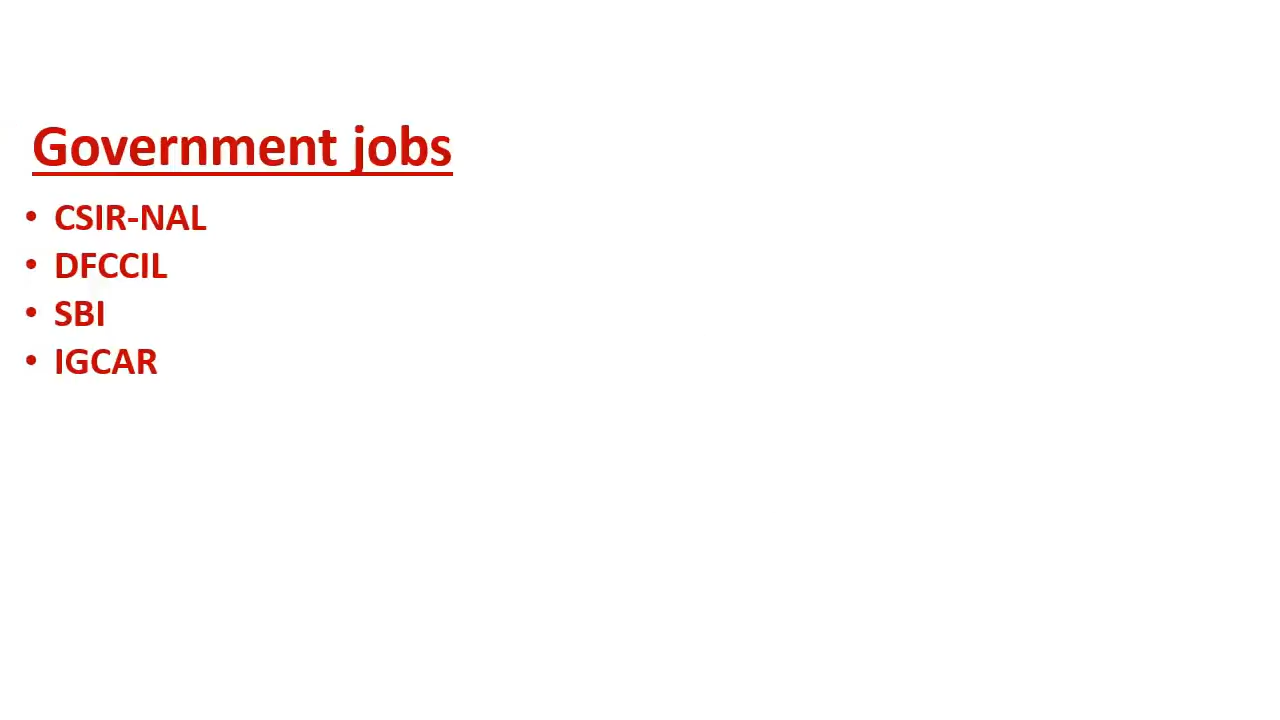 Government jobs
• CSIR-NAL
• DFCCIL
• SBI
• IGCAR